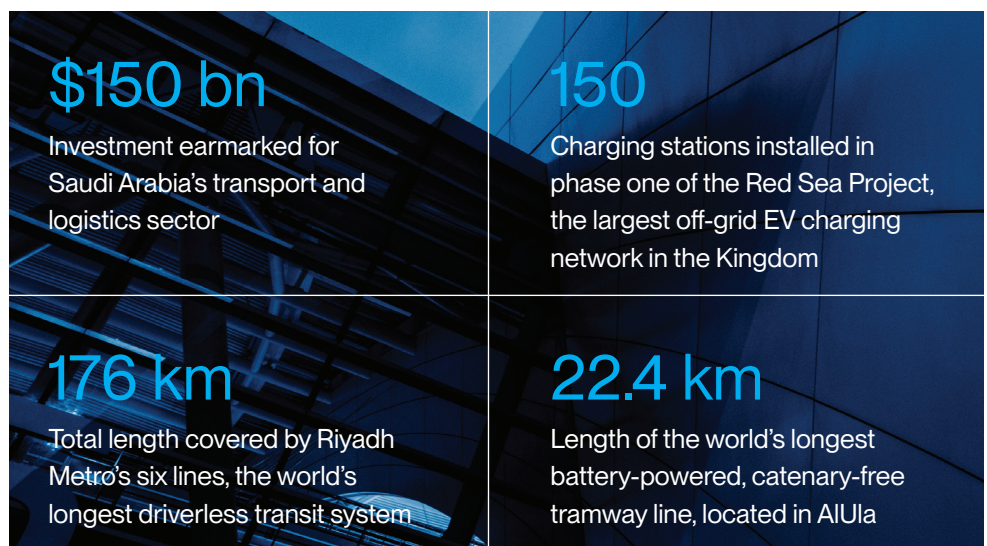 $150 bn
Investment earmarked for
Saudi Arabia’s transport and
logistics sector
150
Charging stations installed in
phase one of the Red Sea Project,
the largest off-grid EV charging
network in the Kingdom
176 km
Total length covered by Riyadh
Metro’s six lines, the world’s
longest driverless transit system
22.4 km
Length of the world’s longest
battery-powered, catenary-free
tramway line, located in AlUla